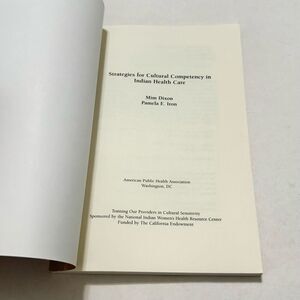 Strategies for Cultural Competency in
Indian Health Care
Mim Dixon
Pamela E. Iron
American Public Health Association
Washington, DC
Training Our Providers in Cultural Sensitivity
Sponsored by the National Indian Women's Health Resource Center
Funded by The California Endowment